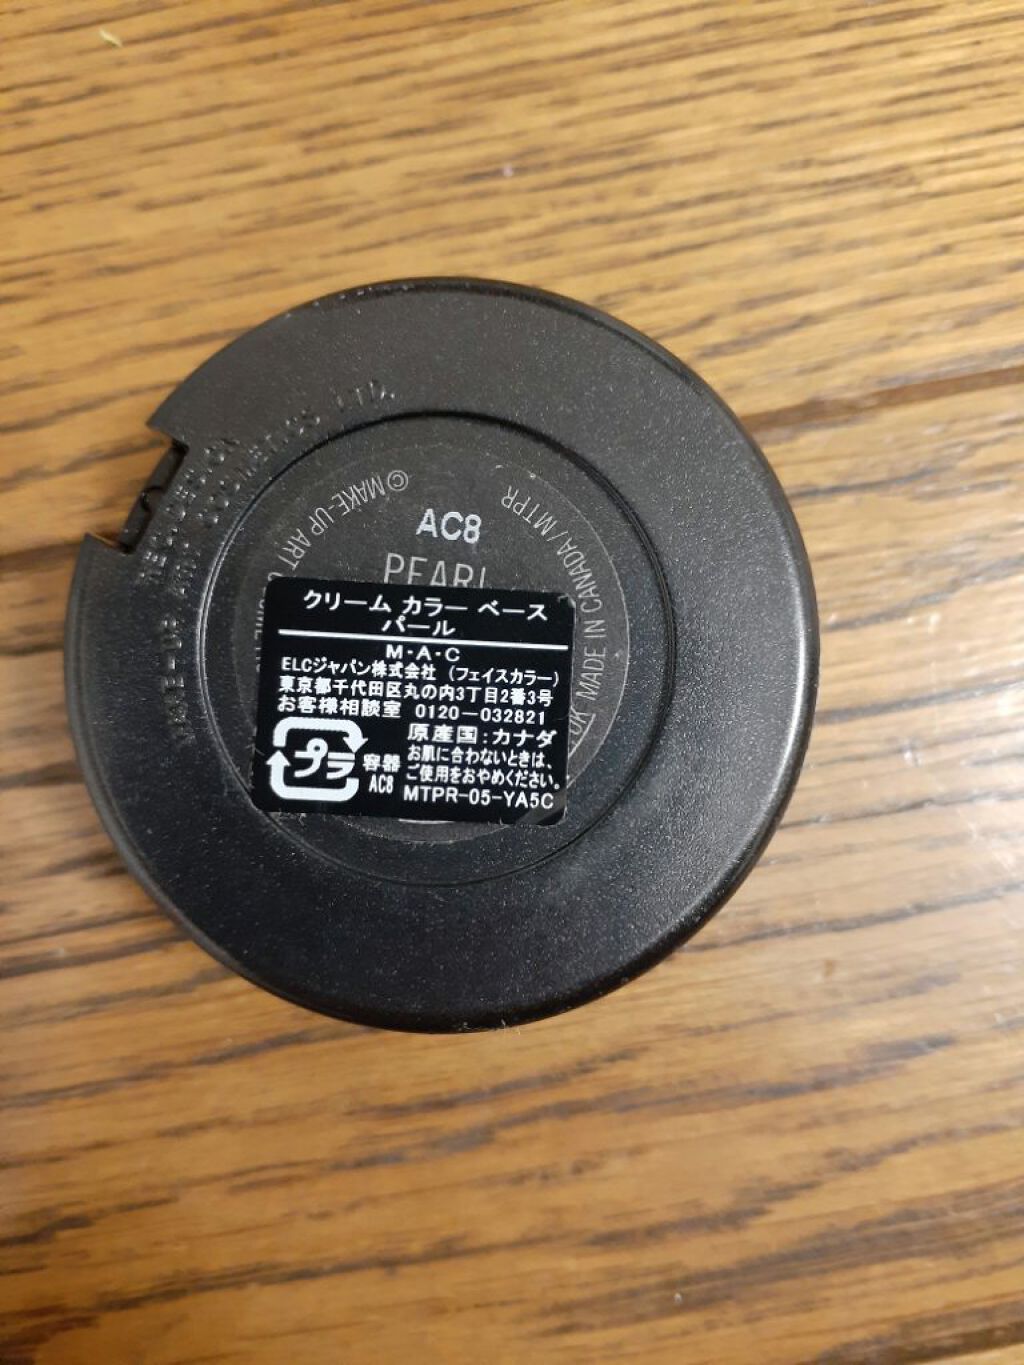 COSMETICS LTD.
MAKE-UP ART
©MAKE-UP ART
MADE IN CANADA/MTPR
AC8
PEARL
クリーム カラー ベース
パール
M・A・C
ELCジャパン株式会社 (フェイスカラー)
東京都千代田区丸の内3丁目2番3号
お客様相談室 0120-032821
原産国:カナダ
プラ
容器
AC8
お肌に合わないときは、
ご使用をおやめください。
MTPR-05-YA5C